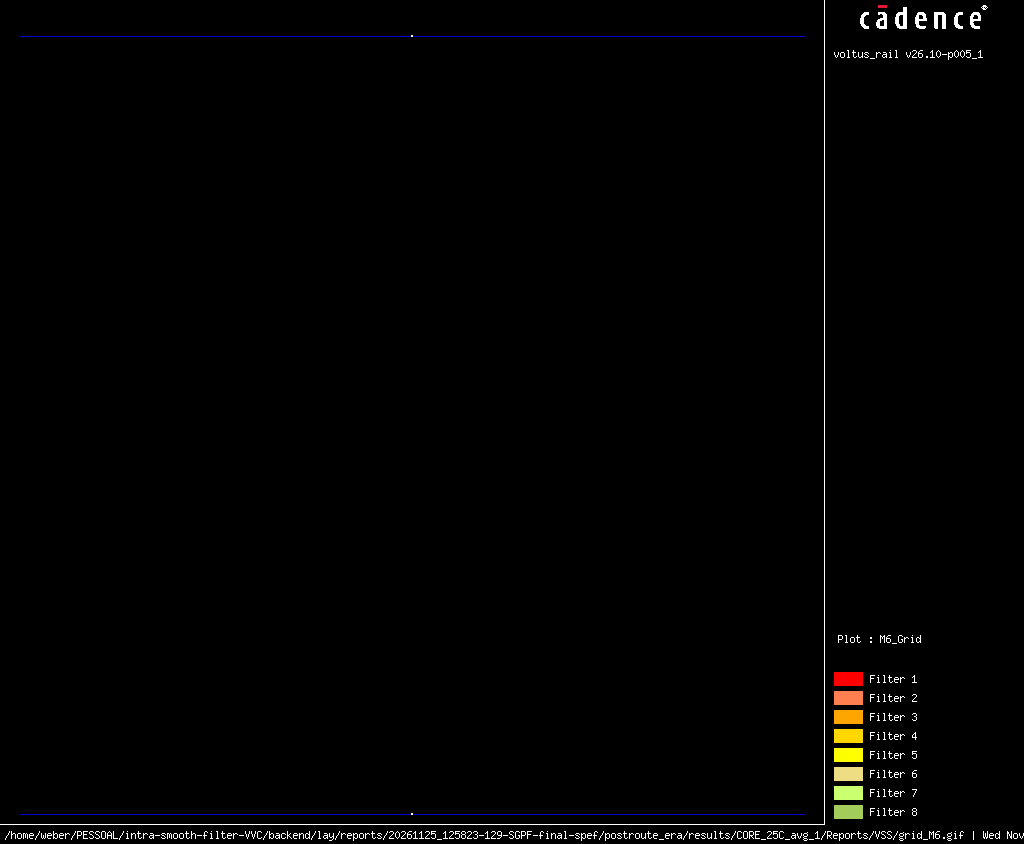 cādence®
voltus_rail v26.10-p005_1
Plot : M6_Grid
Filter 1
Filter 2
Filter 3
Filter 4
Filter 5
Filter 6
Filter 7
Filter 8
/home/weber/PESSOAL/intra-smooth-filter-VVC/backend/lay/reports/20261125_125823-129-SGPF-final-spef/postroute_era/results/CORE_25C_avg_1/Reports/VSS/grid_M6.gif | Wed Nov